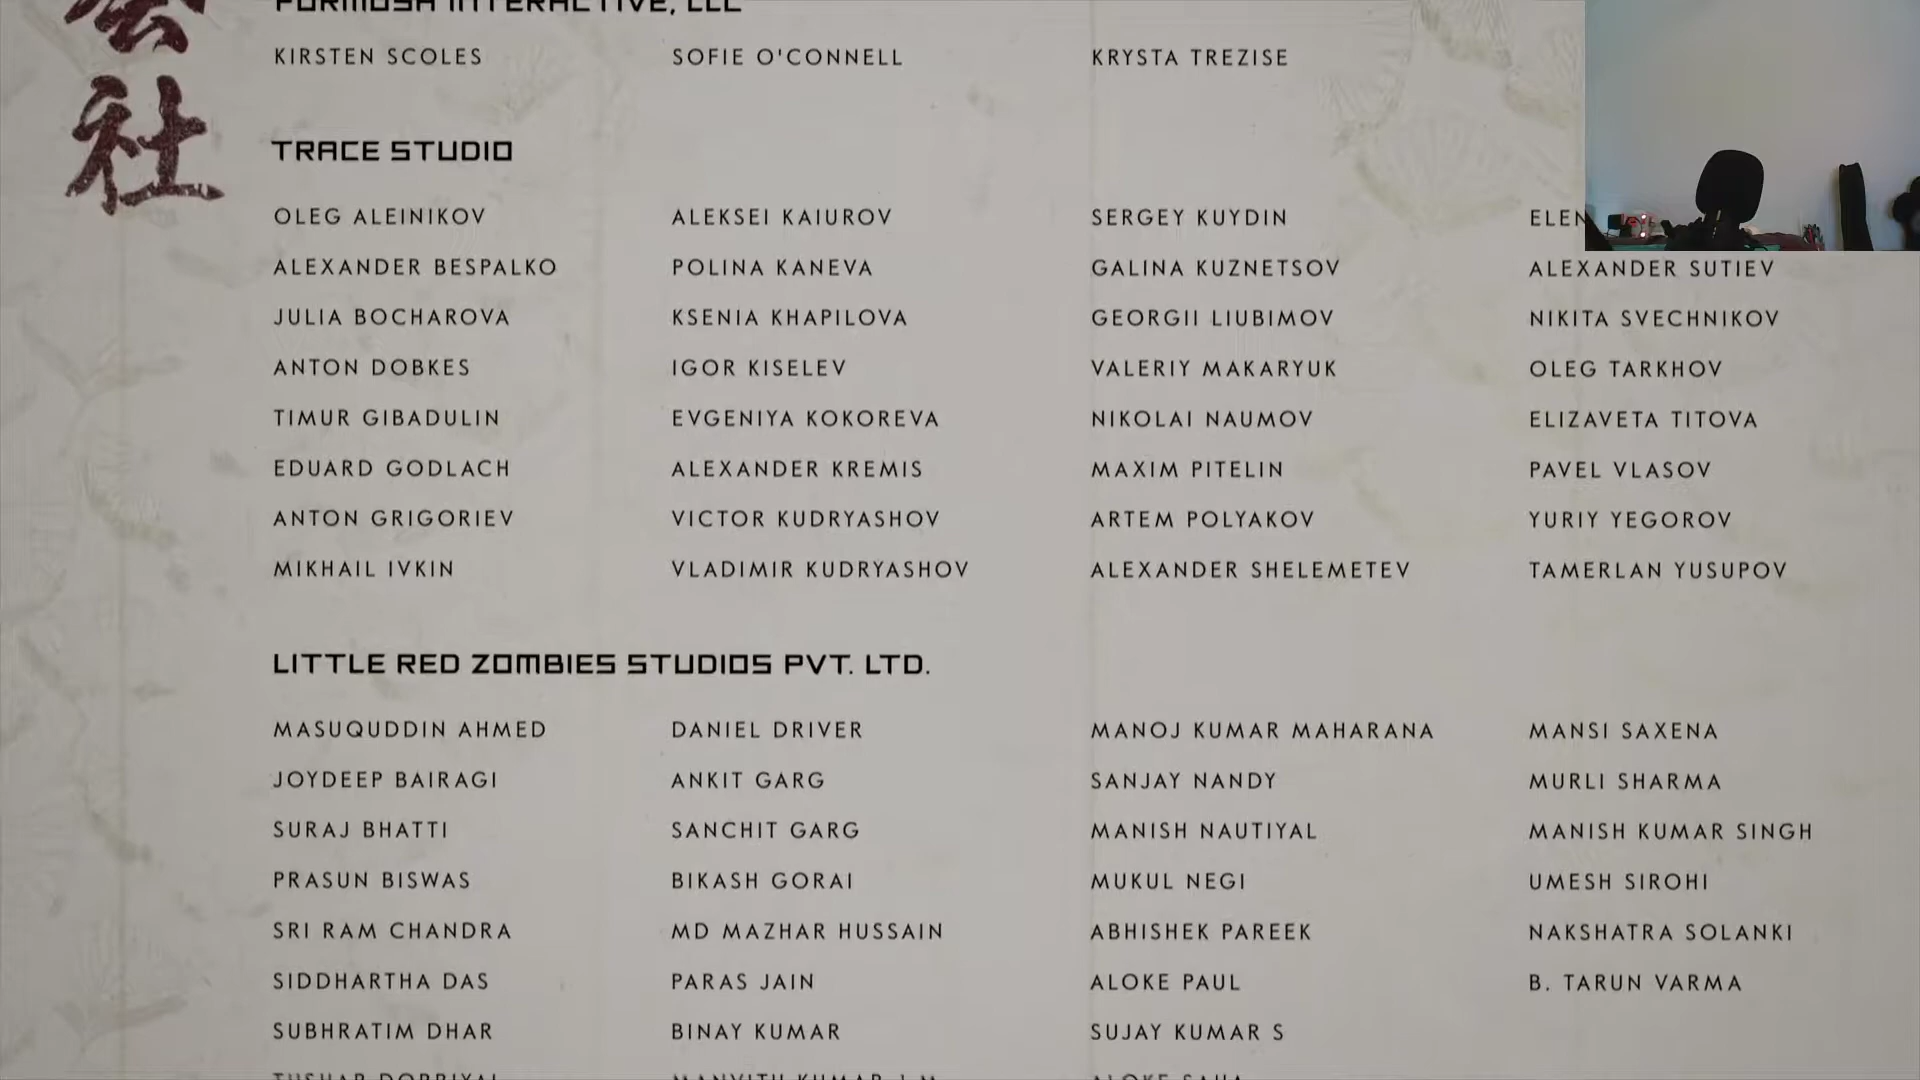 FORMOSA INTERACTIVE, LLC
KIRSTEN SCOLES SOFIE O'CONNELL KRYSTA TREZISE
会
社
TRACE STUDIO
OLEG ALEINIKOV ALEKSEI KAIUROV SERGEY KUYDIN
ALEXANDER BESPALKO POLINA KANEVA GALINA KUZNETSOV ALEXANDER SUTIEV
JULIA BOCHAROVA KSENIA KHAPILOVA GEORGII LIUBIMOV NIKITA SVECHNIKOV
ANTON DOBKES IGOR KISELEV VALERIY MAKARYUK OLEG TARKHOV
TIMUR GIBADULIN EVGENIYA KOKOREVA NIKOLAI NAUMOV ELIZAVETA TITOVA
EDUARD GODLACH ALEXANDER KREMIS MAXIM PITELIN PAVEL VLASOV
ANTON GRIGORIEV VICTOR KUDRYASHOV ARTEM POLYAKOV YURIY YEGOROV
MIKHAIL IVKIN VLADIMIR KUDRYASHOV ALEXANDER SHELEMETEV TAMERLAN YUSUPOV
LITTLE RED ZOMBIES STUDIOS PVT. LTD.
MASUQUDDIN AHMED DANIEL DRIVER MANOJ KUMAR MAHARANA MANSI SAXENA
JOYDEEP BAIRAGI ANKIT GARG SANJAY NANDY MURLI SHARMA
SURAJ BHATTI SANCHIT GARG MANISH NAUTIYAL MANISH KUMAR SINGH
PRASUN BISWAS BIKASH GORAI MUKUL NEGI UMESH SIROHI
SRI RAM CHANDRA MD MAZHAR HUSSAIN ABHISHEK PAREEK NAKSHATRA SOLANKI
SIDDHARTHA DAS PARAS JAIN ALOKE PAUL B. TARUN VARMA
SUBHRATIM DHAR BINAY KUMAR SUJAY KUMAR S